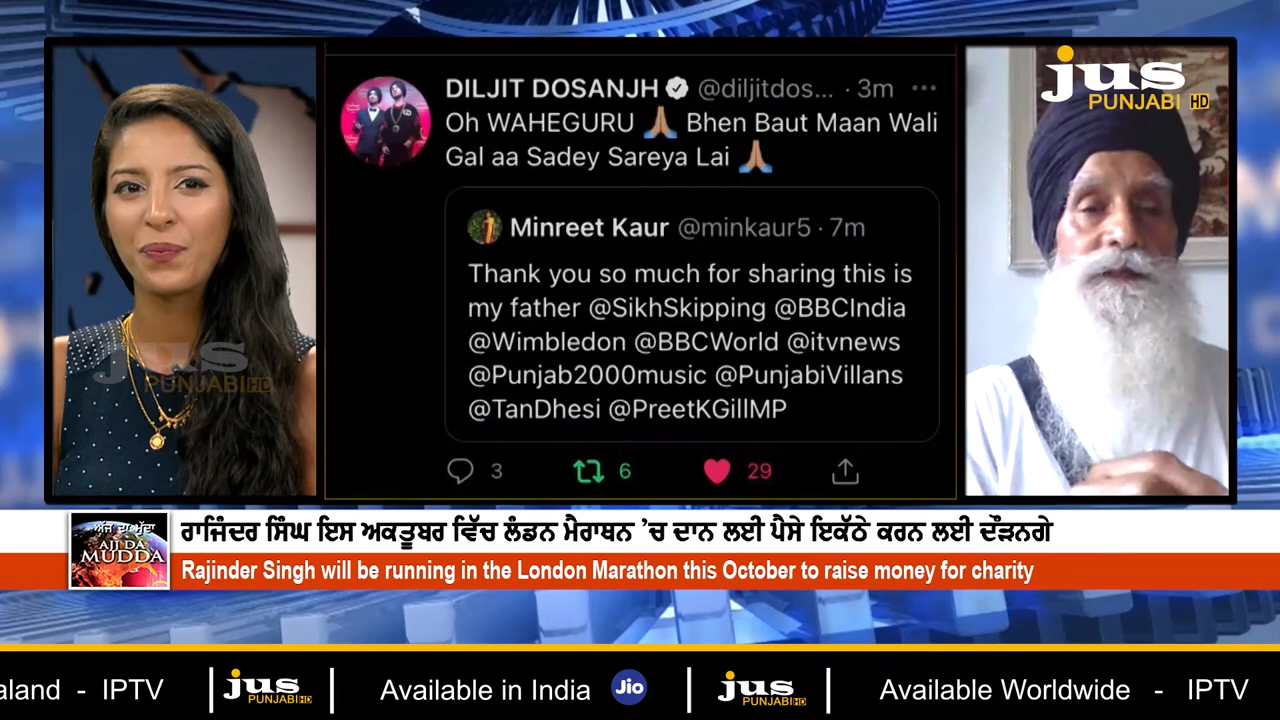 jus
PUNJABI HD
DILJIT DOSANJH @diljitdos... · 3m ···
Oh WAHEGURU 🙏 Bhen Baut Maan Wali
Gal aa Sadey Sareya Lai 🙏
Minreet Kaur @minkaur5 · 7m
Thank you so much for sharing this is
my father @SikhSkipping @BBCIndia
@Wimbledon @BBCWorld @itvnews
@Punjab2000music @PunjabiVillans
@TanDhesi @PreetKGillMP
3 6 29
jus
PUNJABI HD
ਅੱਜ ਦਾ ਮੁੱਦਾ
AJJ DA
MUDDA
ਰਾਜਿੰਦਰ ਸਿੰਘ ਇਸ ਅਕਤੂਬਰ ਵਿੱਚ ਲੰਡਨ ਮੈਰਾਥਨ ’ਚ ਦਾਨ ਲਈ ਪੈਸੇ ਇਕੱਠੇ ਕਰਨ ਲਈ ਦੌੜਨਗੇ
Rajinder Singh will be running in the London Marathon this October to raise money for charity
aland - IPTV | jus PUNJABI HD | Available in India Jio | jus PUNJABI HD | Available Worldwide - IPTV